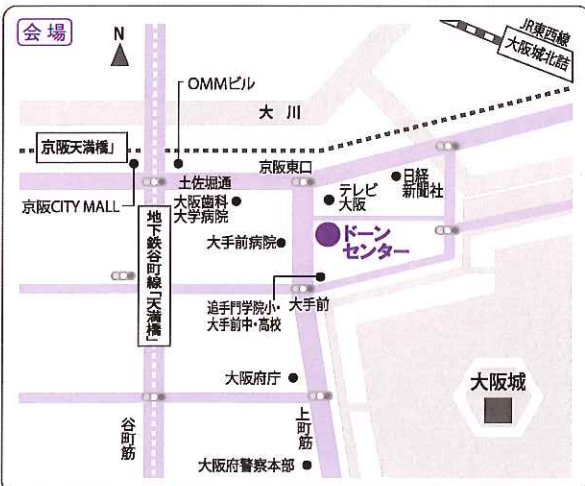 会場
N
JR東西線
大阪城北詰
OMMビル
大川
京阪天満橋」
京阪東口
土佐堀通
日経
新聞社
テレビ
大阪
京阪CITY MALL
大阪歯科
大学病院
大手前病院
ドーン
センター
地下鉄谷町線「天満橋」
追手門学院小・
大手前中・高校
大手前
大阪府庁
大阪城
谷町筋
上町筋
大阪府警察本部